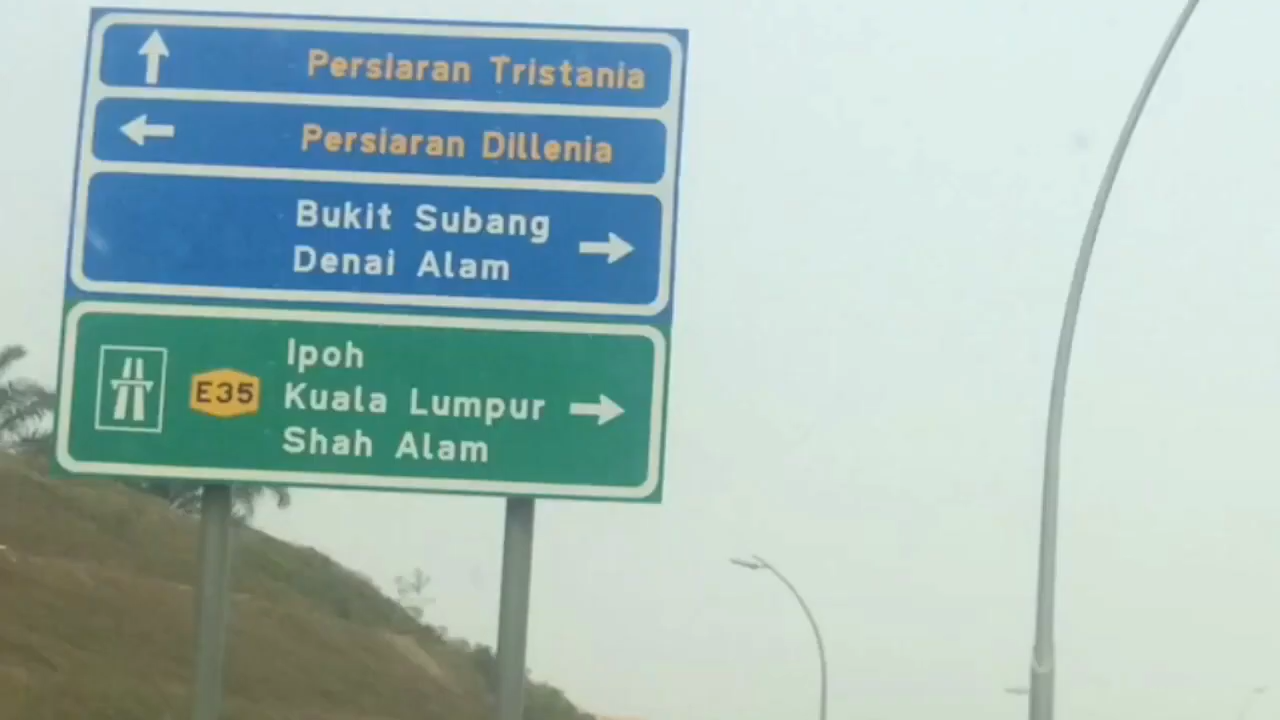 Persiaran Tristania
Persiaran Dillenia
Bukit Subang
Denai Alam
Ipoh
E35 Kuala Lumpur
Shah Alam